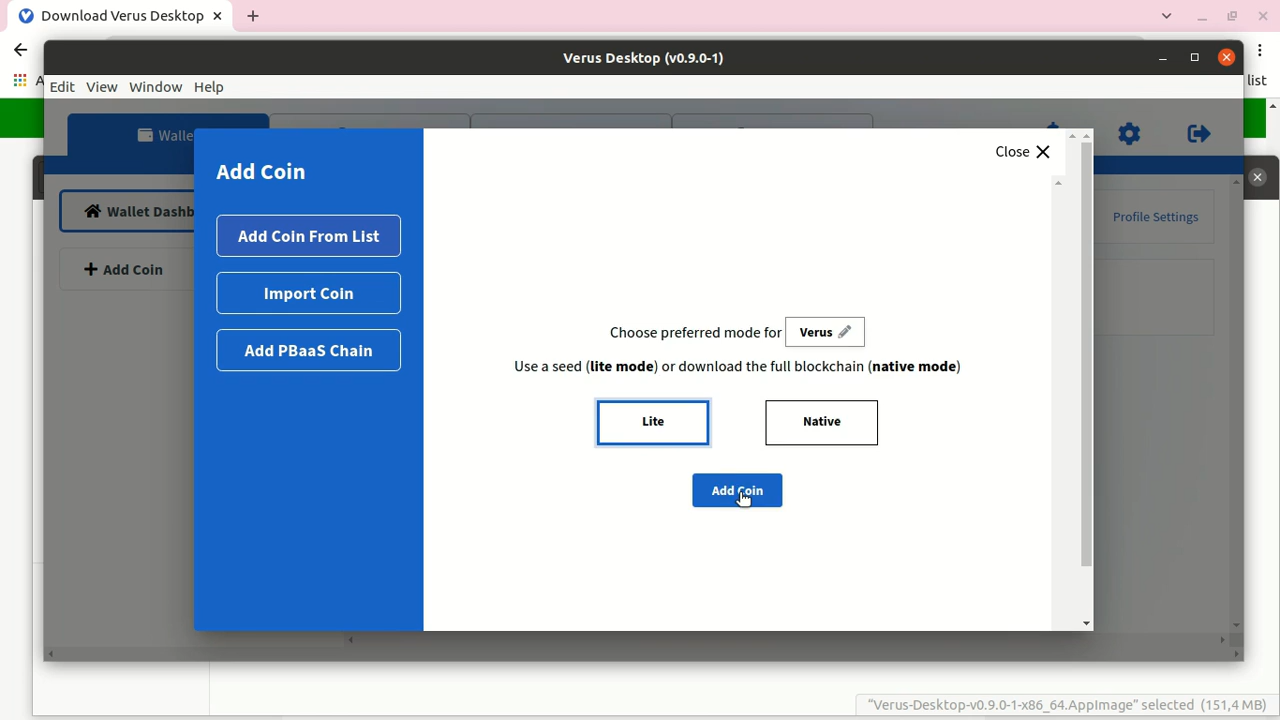 Download Verus Desktop
Verus Desktop (v0.9.0-1)
list
Edit View Window Help
Walle
Add Coin
Close
Wallet Dashb
Profile Settings
Add Coin From List
Add Coin
Import Coin
Add PBaaS Chain
Choose preferred mode for Verus
Use a seed (lite mode) or download the full blockchain (native mode)
Lite Native
Add Coin
"Verus-Desktop-v0.9.0-1-x86_64.AppImage" selected (151,4 MB)